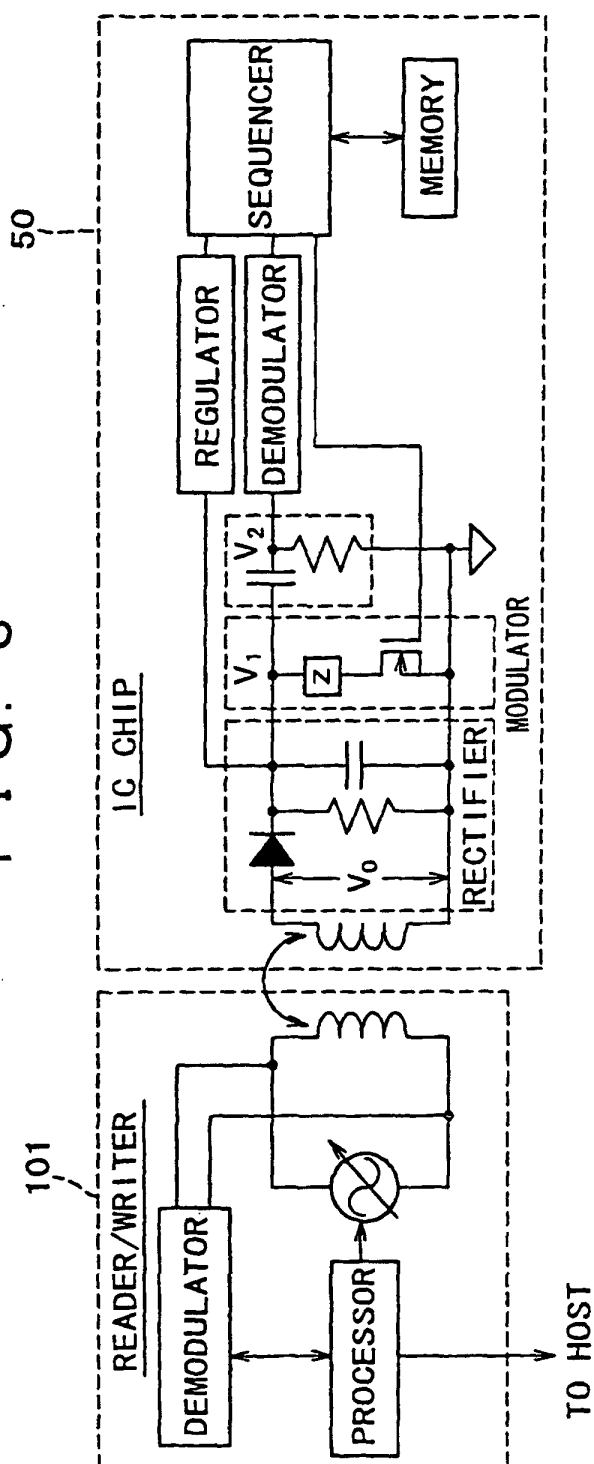 101
READER/WRITER
DEMODULATOR
PROCESSOR
TO HOST
50
IC CHIP
REGULATOR
DEMODULATOR
SEQUENCER
MEMORY
V0
V1
V2
Z
RECTIFIER
MODULATOR